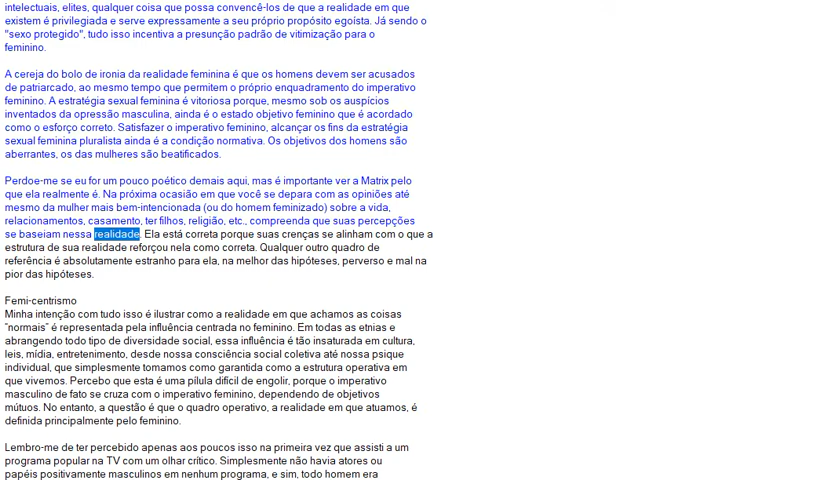 intelectuais, elites, qualquer coisa que possa convencê-los de que a realidade em que
existem é privilegiada e serve expressamente a seu próprio propósito egoísta. Já sendo o
"sexo protegido", tudo isso incentiva a presunção padrão de vitimização para o
feminino.
A cereja do bolo de ironia da realidade feminina é que os homens devem ser acusados
de patriarcado, ao mesmo tempo que permitem o próprio enquadramento do imperativo
feminino. A estratégia sexual feminina é vitoriosa porque, mesmo sob os auspícios
inventados da opressão masculina, ainda é o estado objetivo feminino que é acordado
como o esforço correto. Satisfazer o imperativo feminino, alcançar os fins da estratégia
sexual feminina pluralista ainda é a condição normativa. Os objetivos dos homens são
aberrantes, os das mulheres são beatificados.
Perdoe-me se eu for um pouco poético demais aqui, mas é importante ver a Matrix pelo
que ela realmente é. Na próxima ocasião em que você se depara com as opiniões até
mesmo da mulher mais bem-intencionada (ou do homem feminizado) sobre a vida,
relacionamentos, casamento, ter filhos, religião, etc., compreenda que suas percepções
se baseiam nessa realidade. Ela está correta porque suas crenças se alinham com o que a
estrutura de sua realidade reforçou nela como correta. Qualquer outro quadro de
referência é absolutamente estranho para ela, na melhor das hipóteses, perverso e mal na
pior das hipóteses.
Femi-centrismo
Minha intenção com tudo isso é ilustrar como a realidade em que achamos as coisas
“normais” é representada pela influência centrada no feminino. Em todas as etnias e
abrangendo todo tipo de diversidade social, essa influência é tão insaturada em cultura,
leis, mídia, entretenimento, desde nossa consciência social coletiva até nossa psique
individual, que simplesmente tomamos como garantida como a estrutura operativa em
que vivemos. Percebo que esta é uma pílula difícil de engolir, porque o imperativo
masculino de fato se cruza com o imperativo feminino, dependendo de objetivos
mútuos. No entanto, a questão é que o quadro operativo, a realidade em que atuamos, é
definida principalmente pelo feminino.
Lembro-me de ter percebido apenas aos poucos isso na primeira vez que assisti a um
programa popular na TV com um olhar crítico. Simplesmente não havia atores ou
papéis positivamente masculinos em nenhum programa, e sim, todo homem era